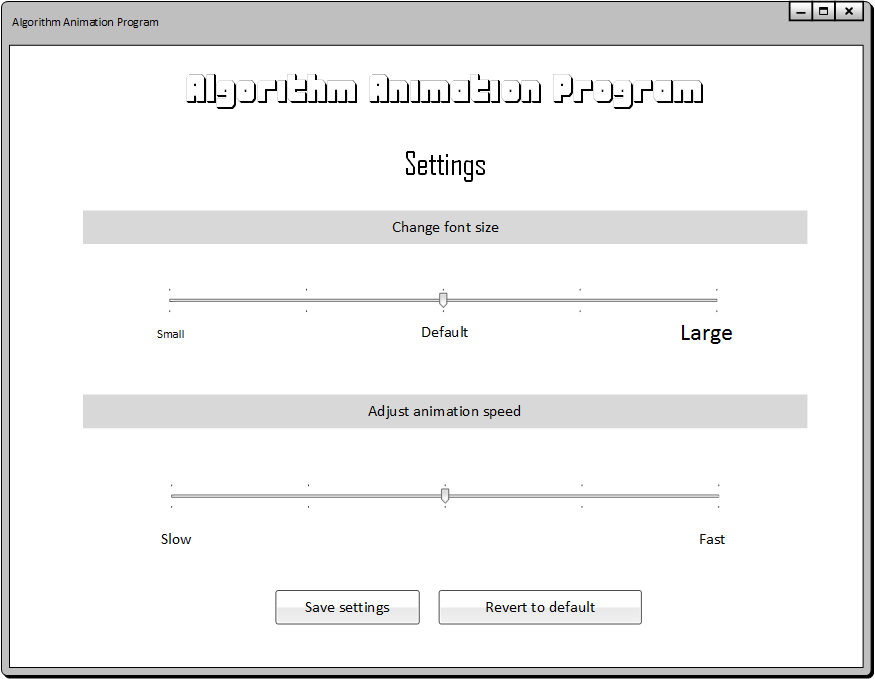 Algorithm Animation Program
Algorithm Animation Program
Settings
Change font size
Small Default Large
Adjust animation speed
Slow Fast
Save settings Revert to default